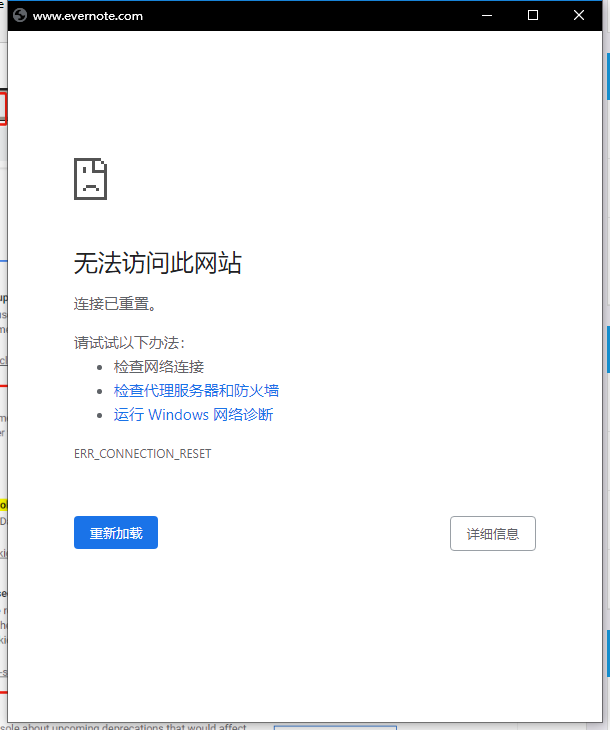 www.evernote.com
无法访问此网站
连接已重置。
请试试以下办法：
检查网络连接
检查代理服务器和防火墙
运行 Windows 网络诊断
ERR_CONNECTION_RESET
重新加载
详细信息
sole about upcoming deprecations that would affect